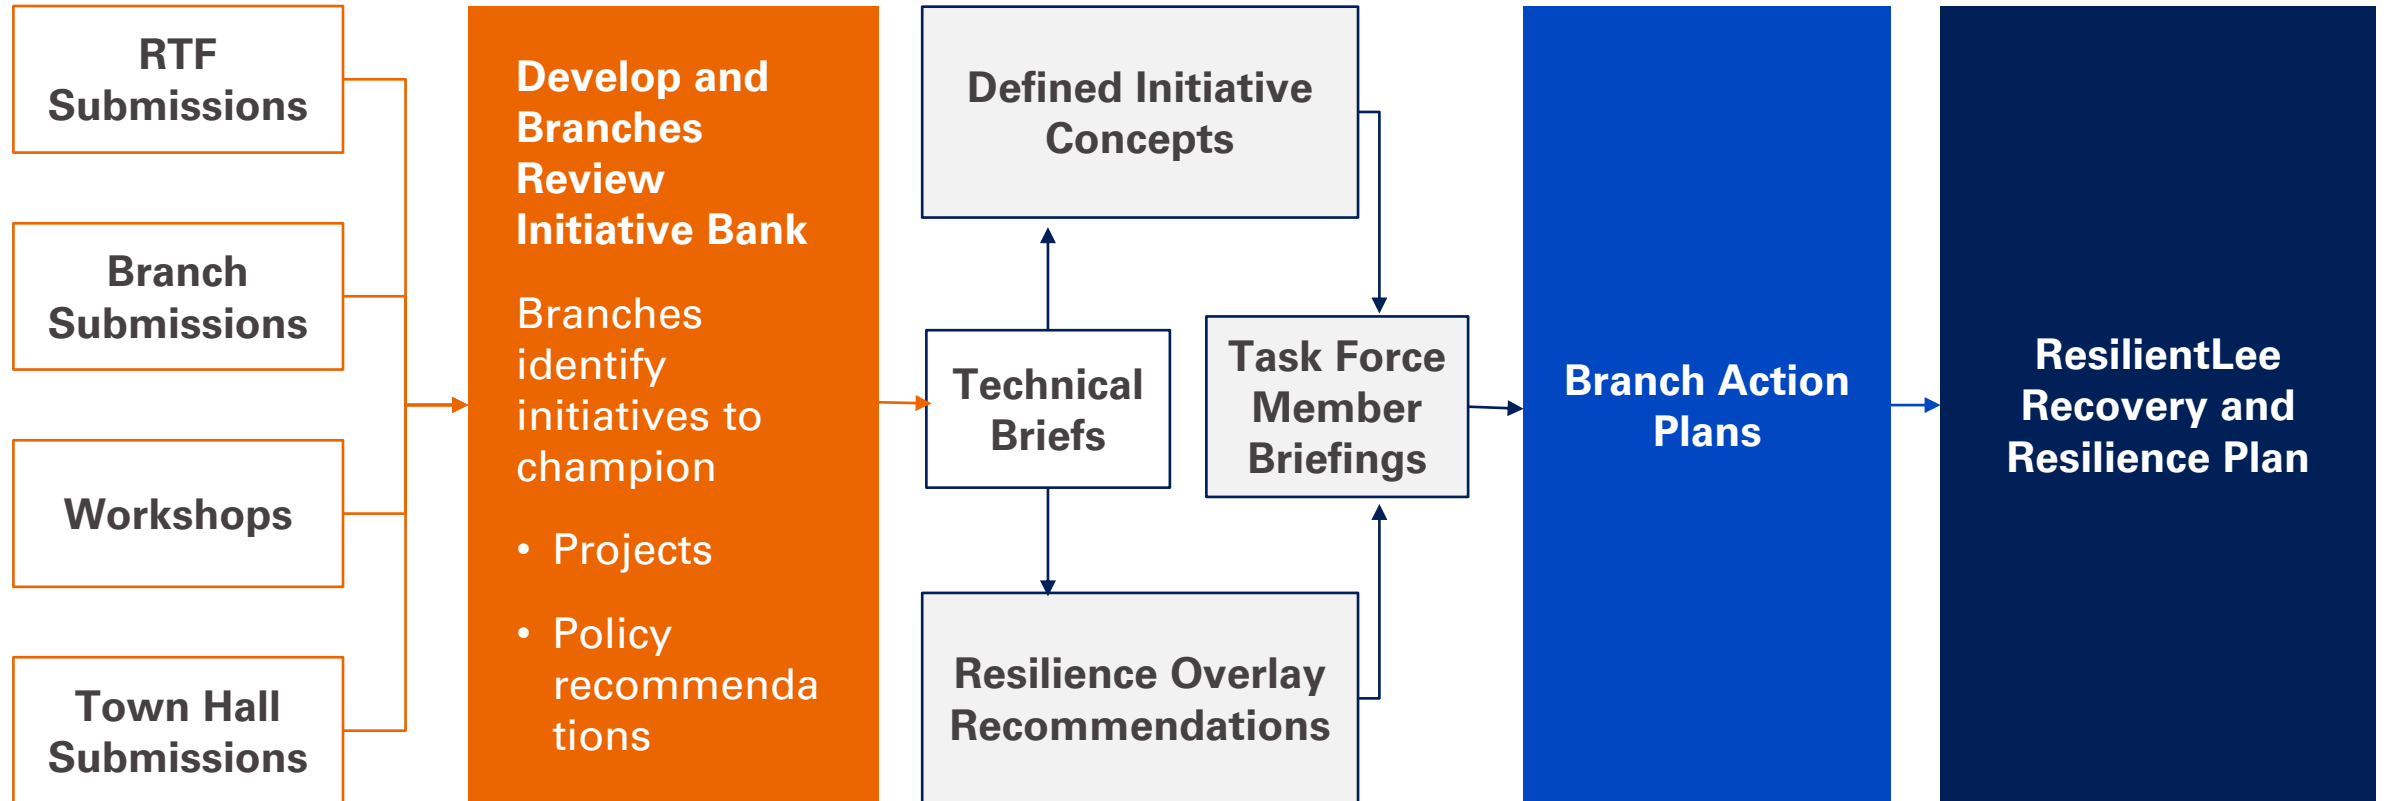 RTF
Submissions
Branch
Submissions
Workshops
Town Hall
Submissions
Develop and
Branches
Review
Initiative Bank
Branches
identify
initiatives to
champion
• Projects
• Policy
recommenda
tions
Defined Initiative
Concepts
Technical
Briefs
Resilience Overlay
Recommendations
Task Force
Member
Briefings
Branch Action
Plans
ResilientLee
Recovery and
Resilience Plan